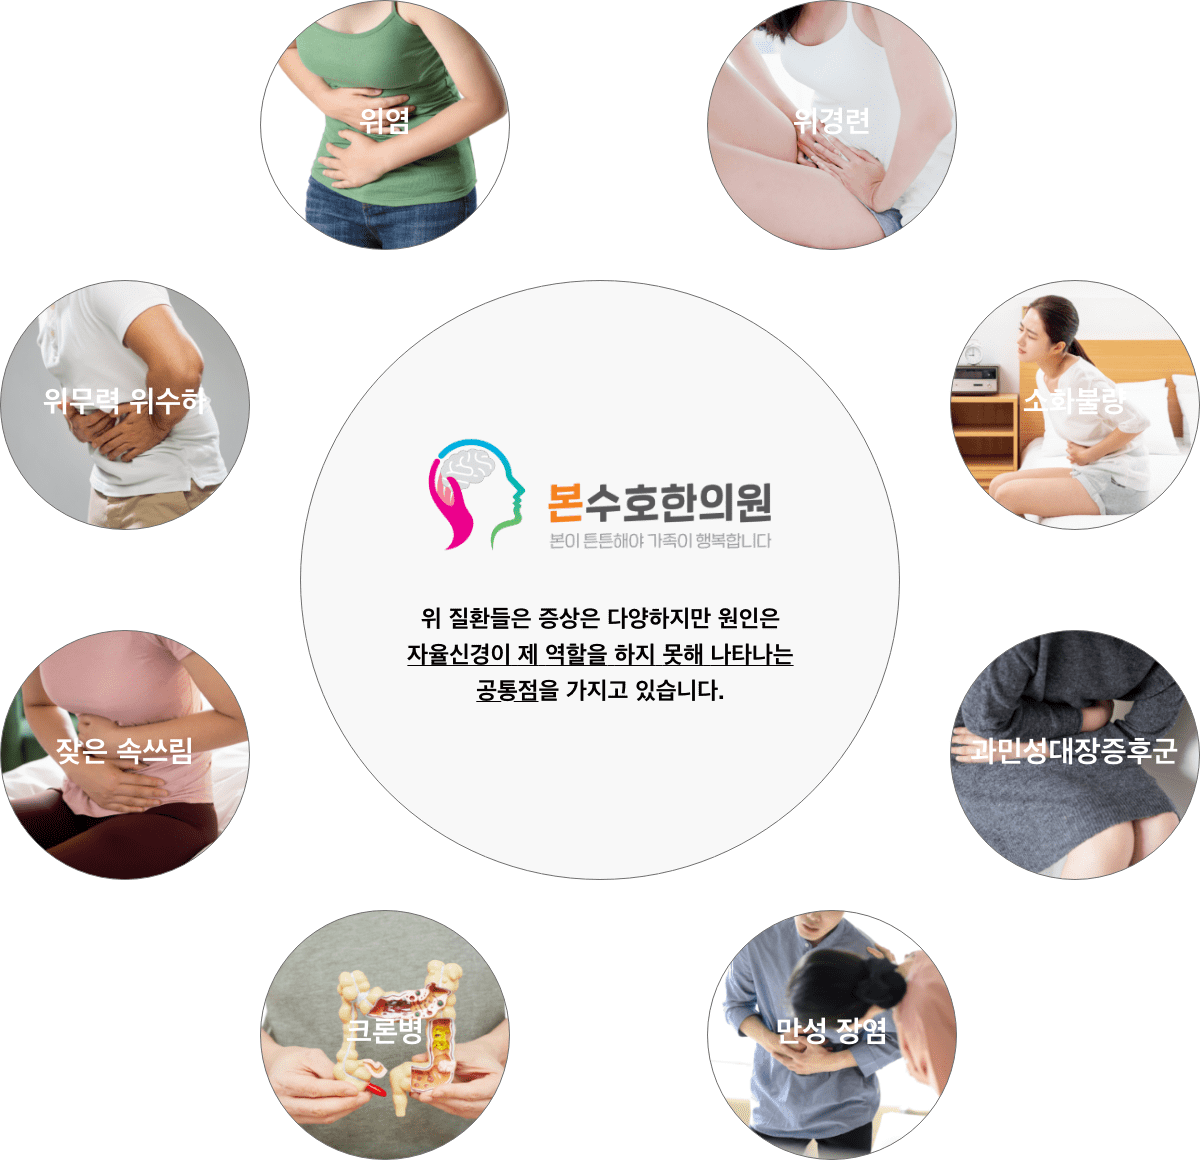 위염
위경련
위무력 위수하
소화불량
본수호한의원
본이 튼튼해야 가족이 행복합니다
위 질환들은 증상은 다양하지만 원인은
자율신경이 제 역할을 하지 못해 나타나는
공통점을 가지고 있습니다.
잦은 속쓰림
과민성대장증후군
크론병
만성 장염